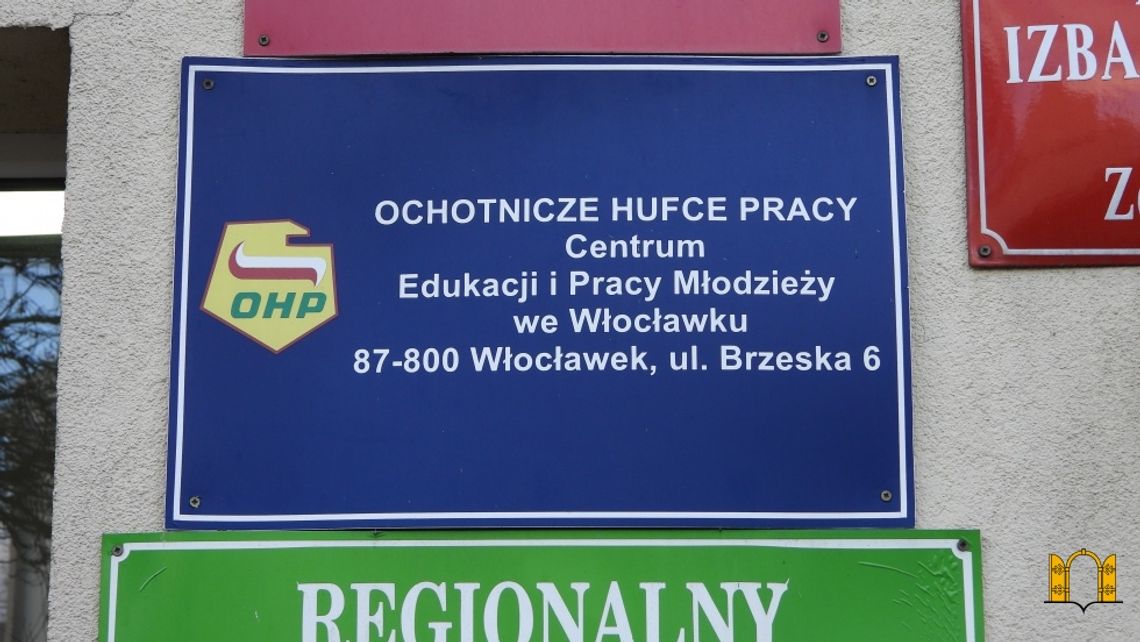 IZBA
OCHOTNICZE HUFCE PRACY
Centrum
Edukacji i Pracy Młodzieży
we Włocławku
87-800 Włocławek, ul. Brzeska 6
OHP
REGIONALNY